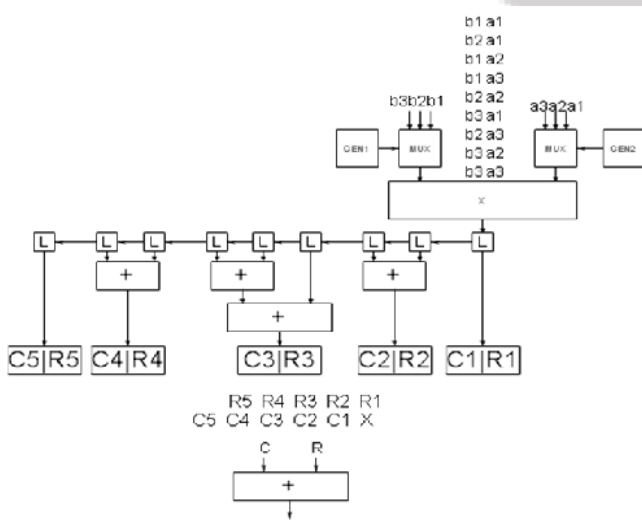 b1 a1
b2 a1
b1 a2
b1 a3
b2 a2
b3 a1
b2 a3
b3 a2
b3 a3
b3b2b1
a3a2a1
GEN1
MUX
MUX
GEN2
X
L L L L L L L L L
+ + +
+
C5|R5 C4|R4 C3|R3 C2|R2 C1|R1
R5 R4 R3 R2 R1
C5 C4 C3 C2 C1 X
C R
+